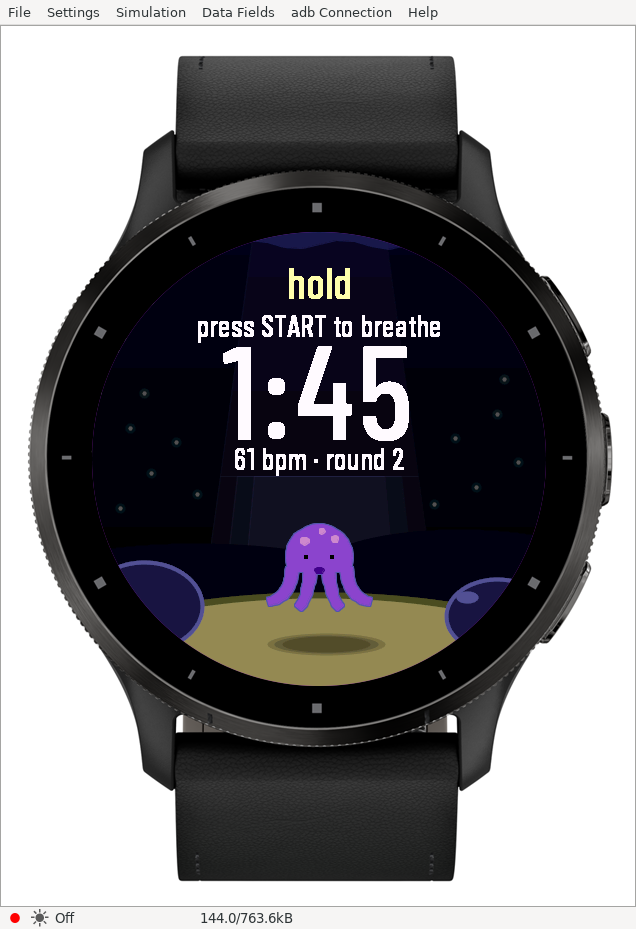 File Settings Simulation Data Fields adb Connection Help
hold
press START to breathe
1:45
61 bpm · round 2
Off 144.0/763.6kB